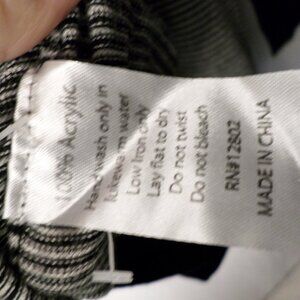 100% Acrylic
Hand wash only in
lukewarm water
Low Iron only
Lay flat to dry
Do not twist
Do not bleach
RN#12802
MADE IN CHINA